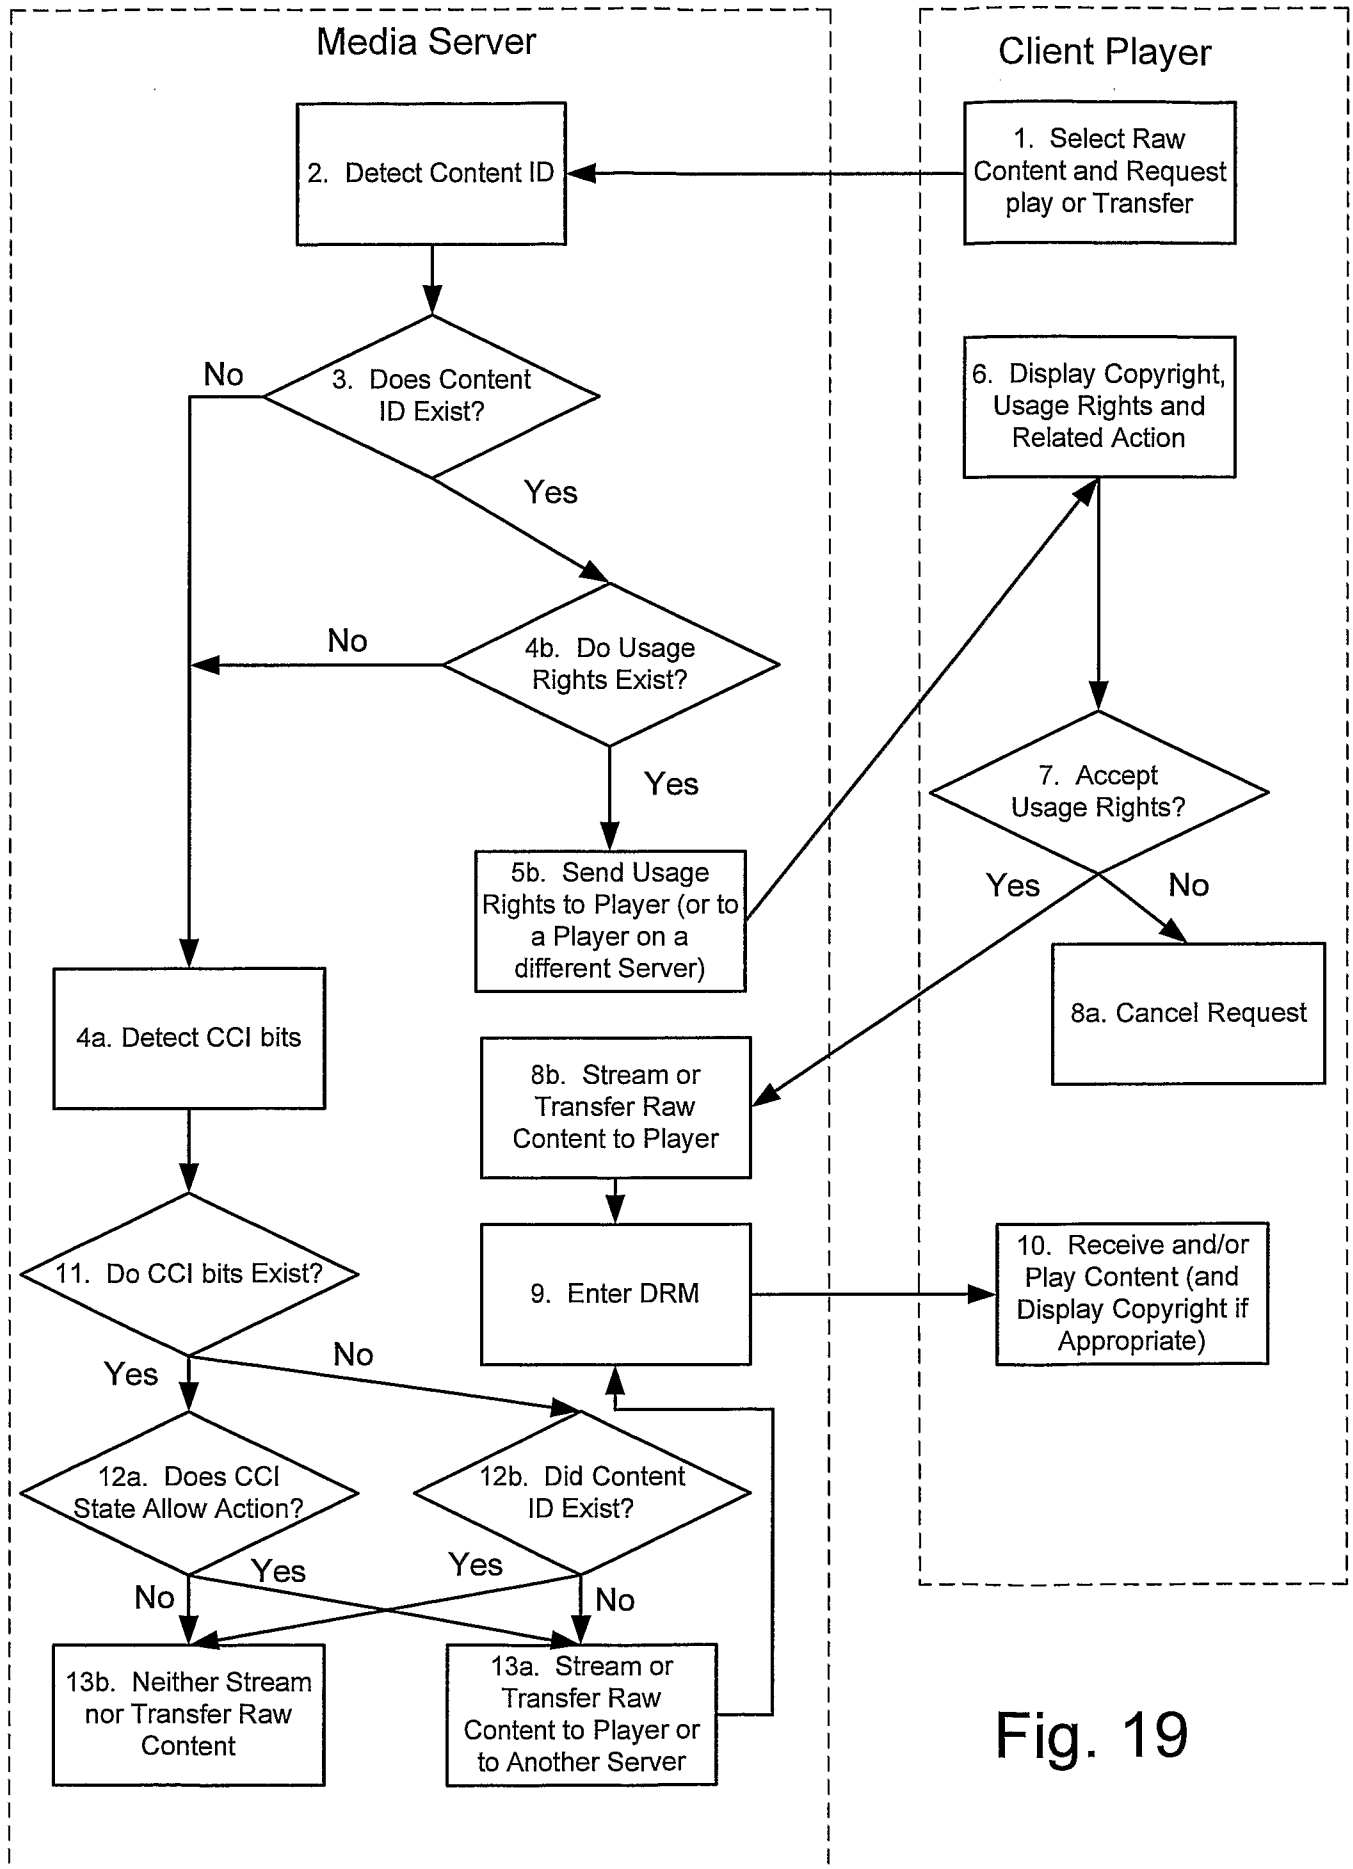 Media Server
Client Player
1. Select Raw
Content and Request
play or Transfer
2. Detect Content ID
3. Does Content
ID Exist?
No
Yes
6. Display Copyright,
Usage Rights and
Related Action
4b. Do Usage
Rights Exist?
No
Yes
7. Accept
Usage Rights?
Yes
No
5b. Send Usage
Rights to Player (or to
a Player on a
different Server)
8a. Cancel Request
4a. Detect CCI bits
8b. Stream or
Transfer Raw
Content to Player
11. Do CCI bits Exist?
9. Enter DRM
10. Receive and/or
Play Content (and
Display Copyright if
Appropriate)
Yes
No
12a. Does CCI
State Allow Action?
12b. Did Content
ID Exist?
No
Yes
Yes
No
13b. Neither Stream
nor Transfer Raw
Content
13a. Stream or
Transfer Raw
Content to Player or
to Another Server
Fig. 19